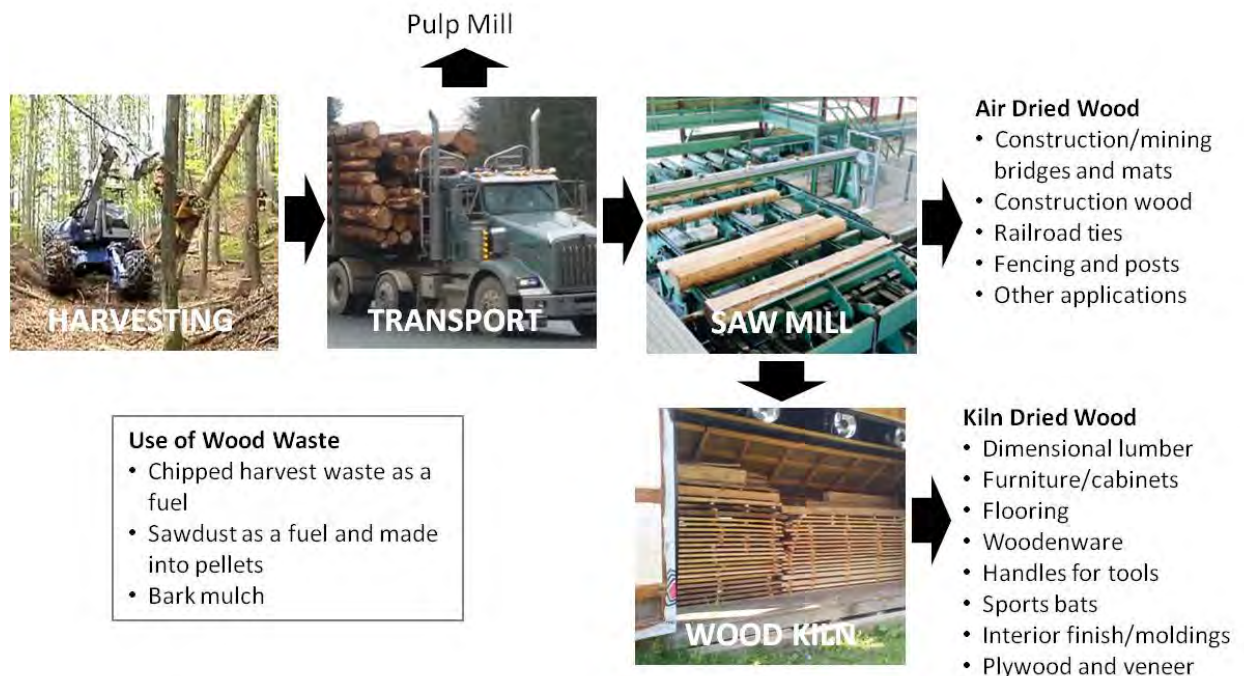 Pulp Mill
HARVESTING
TRANSPORT
SAW MILL
Air Dried Wood
• Construction/mining
bridges and mats
• Construction wood
• Railroad ties
• Fencing and posts
• Other applications
Use of Wood Waste
• Chipped harvest waste as a
fuel
• Sawdust as a fuel and made
into pellets
• Bark mulch
WOOD KILN
Kiln Dried Wood
• Dimensional lumber
• Furniture/cabinets
• Flooring
• Woodenware
• Handles for tools
• Sports bats
• Interior finish/moldings
• Plywood and veneer